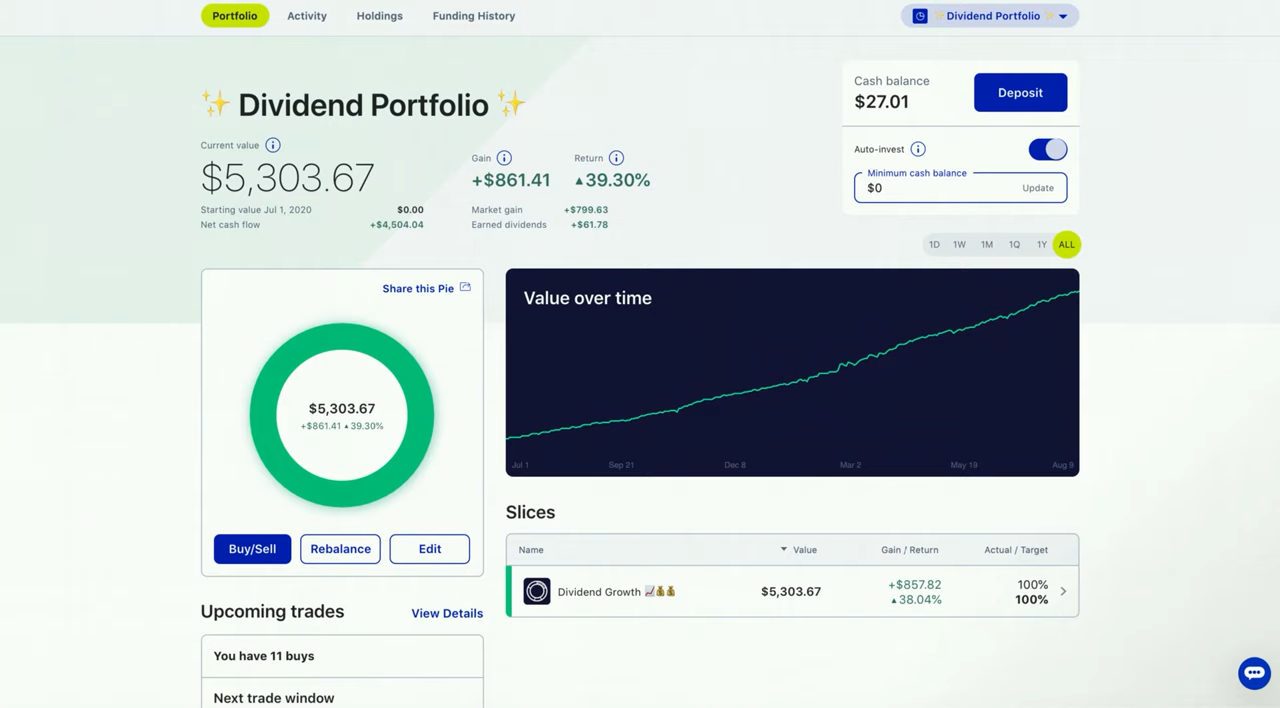 Portfolio Activity Holdings Funding History ✨Dividend Portfolio✨
✨ Dividend Portfolio ✨
Cash balance
$27.01
Deposit
Current value
$5,303.67
Gain
+$861.41
Return
▲39.30%
Auto-invest
Minimum cash balance
$0 Update
Starting value Jul 1, 2020 $0.00
Net cash flow +$4,504.04
Market gain +$799.63
Earned dividends +$61.78
1D 1W 1M 1Q 1Y ALL
Share this Pie
$5,303.67
+$861.41 ▲39.30%
Buy/Sell Rebalance Edit
Value over time
Jul 1 Sep 21 Dec 8 Mar 2 May 19 Aug 9
Slices
Name ▼ Value Gain / Return Actual / Target
Dividend Growth 📈💰💰 $5,303.67 +$857.82 100%
▲38.04% 100%
Upcoming trades View Details
You have 11 buys
Next trade window